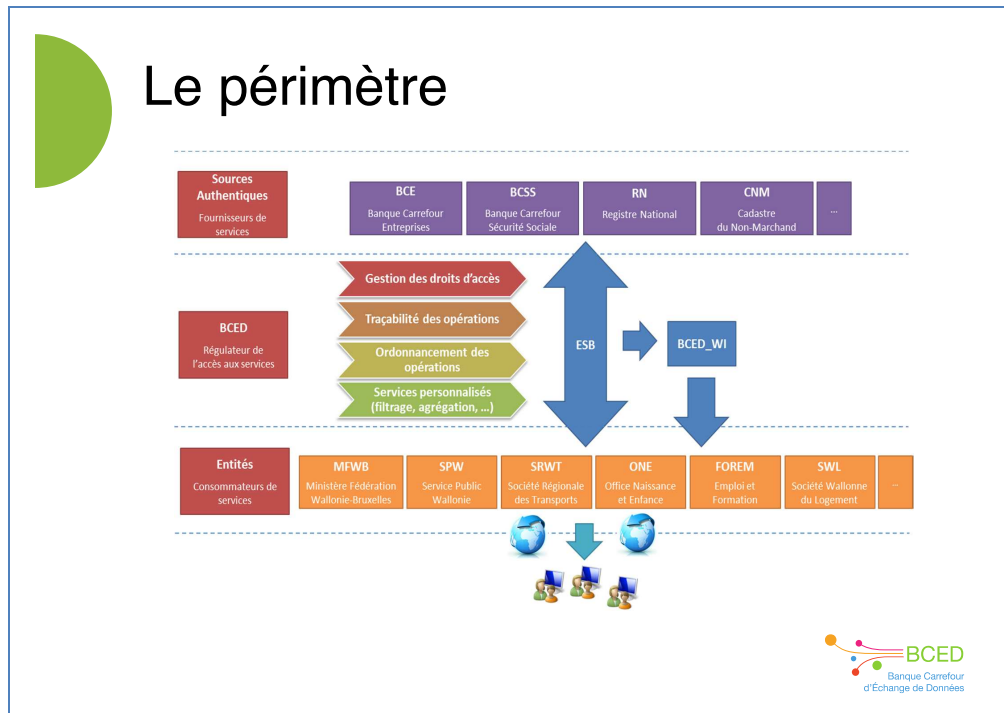 Le périmètre
Sources
Authentiques
Fournisseurs de
services
BCE
Banque Carrefour
Entreprises
BCSS
Banque Carrefour
Sécurité Sociale
RN
Registre National
CNM
Cadastre
du Non-Marchand
...
BCED
Régulateur de
l'accès aux services
Gestion des droits d'accès
Traçabilité des opérations
Ordonnancement des
opérations
Services personnalisés
(filtrage, agrégation, ...)
ESB
BCED_WI
Entités
Consommateurs de
services
MFWB
Ministère Fédération
Wallonie-Bruxelles
SPW
Service Public
Wallonie
SRWT
Société Régionale
des Transports
ONE
Office Naissance
et Enfance
FOREM
Emploi et
Formation
SWL
Société Wallonne
du Logement
...
BCED
Banque Carrefour
d'Échange de Données